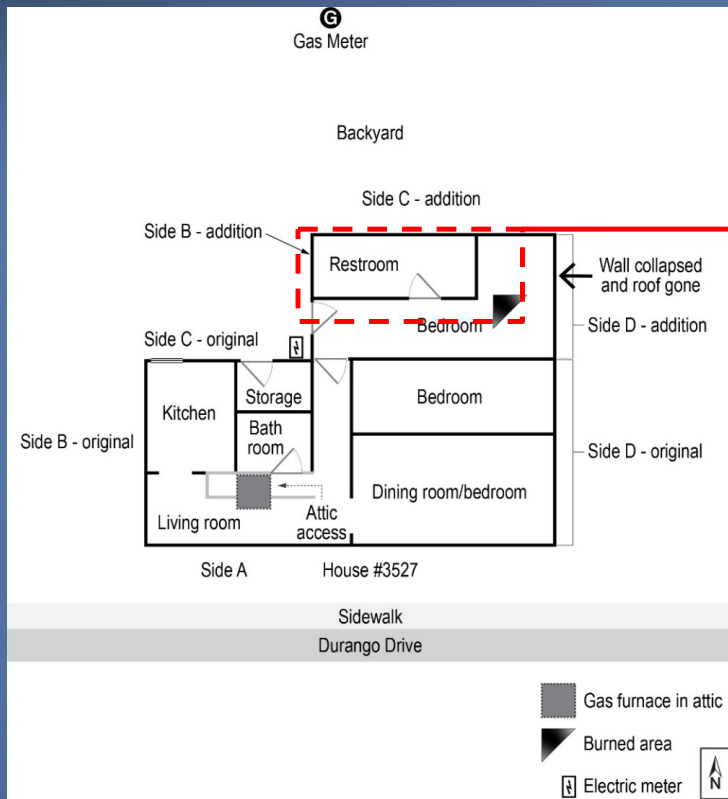 G
Gas Meter
Backyard
Side C - addition
Side B - addition
Restroom
Wall collapsed
and roof gone
Bedroom
Side D - addition
Side C - original
Storage
Bedroom
Kitchen
Bath
room
Side B - original
Side D - original
Dining room/bedroom
Living room
Attic
access
Side A
House #3527
Sidewalk
Durango Drive
Gas furnace in attic
Burned area
Electric meter
N